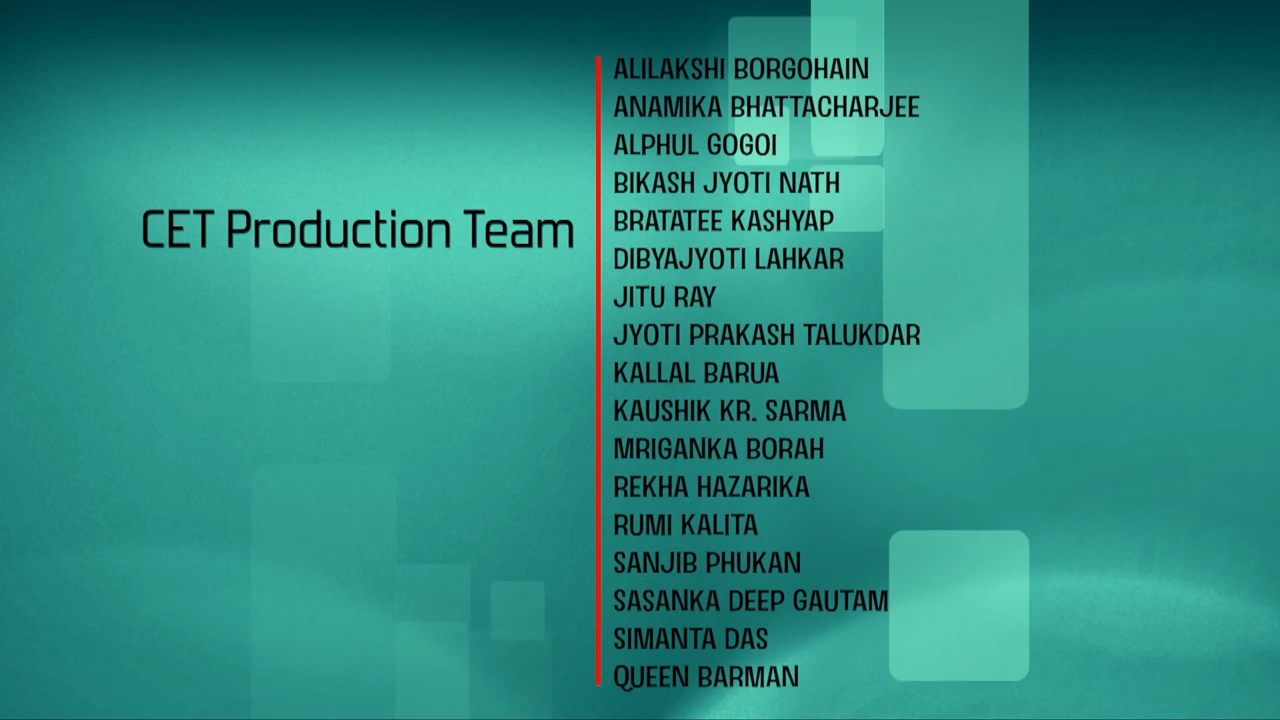 CET Production Team
ALILAKSHI BORGOHAIN
ANAMIKA BHATTACHARJEE
ALPHUL GOGOI
BIKASH JYOTI NATH
BRATATEE KASHYAP
DIBYAJYOTI LAHKAR
JITU RAY
JYOTI PRAKASH TALUKDAR
KALLAL BARUA
KAUSHIK KR. SARMA
MRIGANKA BORAH
REKHA HAZARIKA
RUMI KALITA
SANJIB PHUKAN
SASANKA DEEP GAUTAM
SIMANTA DAS
QUEEN BARMAN